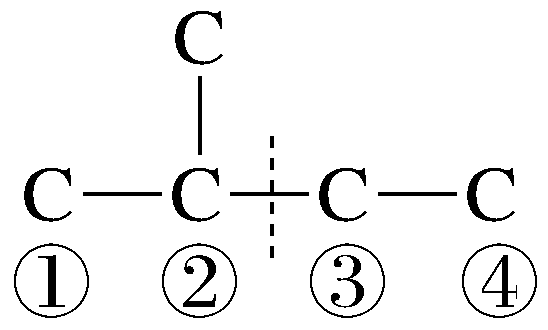 C
C C C C
① ② ③ ④